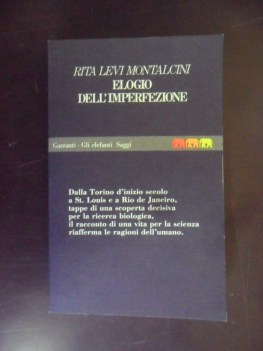 RITA LEVI MONTALCINI
ELOGIO
DELL'IMPERFEZIONE
Garzanti - Gli elefanti Saggi
Dalla Torino d'inizio secolo
a St. Louis e a Rio de Janeiro,
tappe di una scoperta decisiva
per la ricerca biologica,
il racconto di una vita per la scienza
riafferma le ragioni dell'umano.